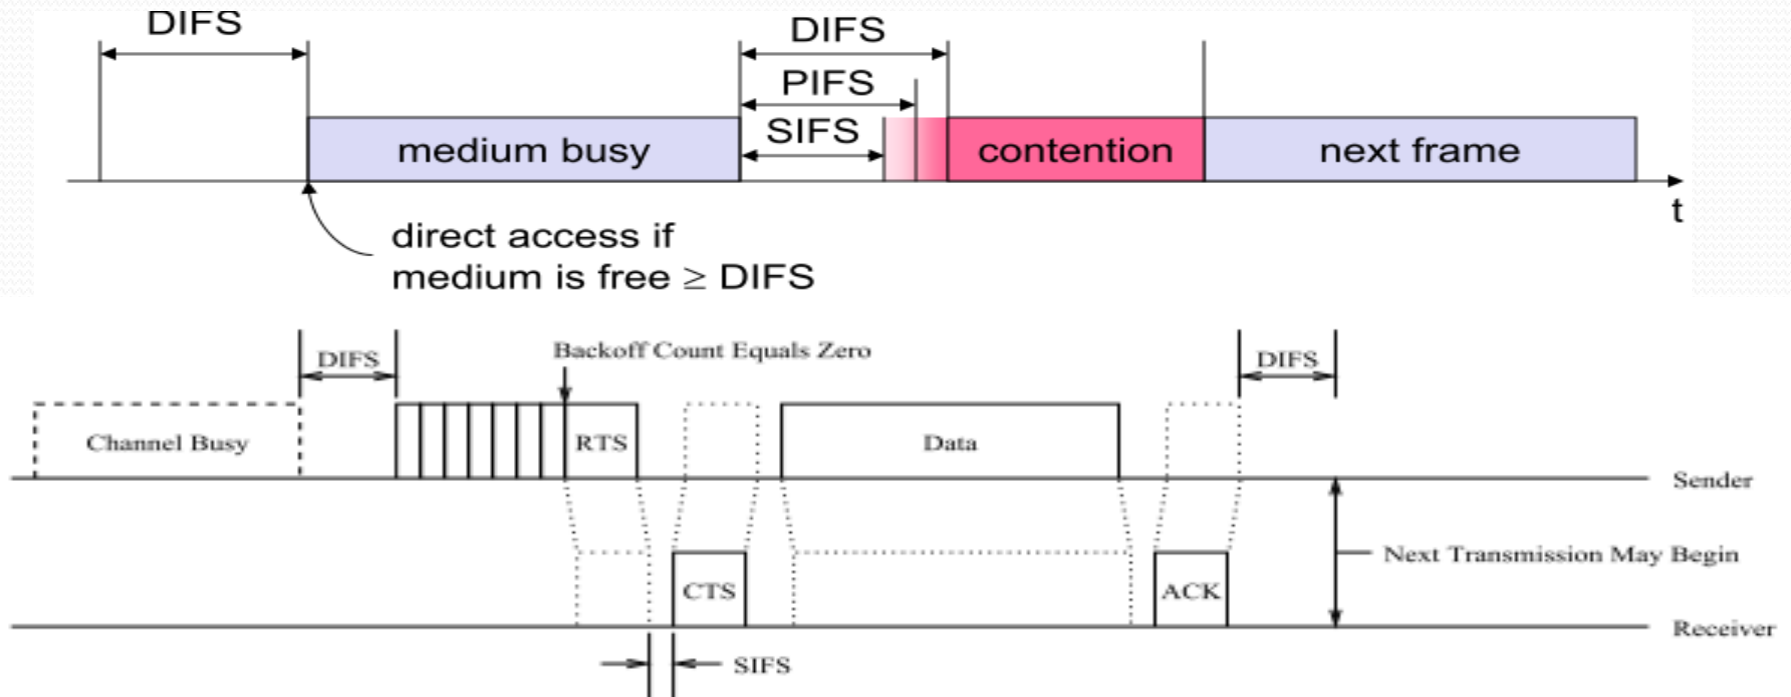 DIFS
DIFS
PIFS
SIFS
medium busy
contention
next frame
t
direct access if
medium is free ≥ DIFS
Backoff Count Equals Zero
DIFS
DIFS
Channel Busy
RTS
Data
Sender
Next Transmission May Begin
CTS
ACK
Receiver
SIFS